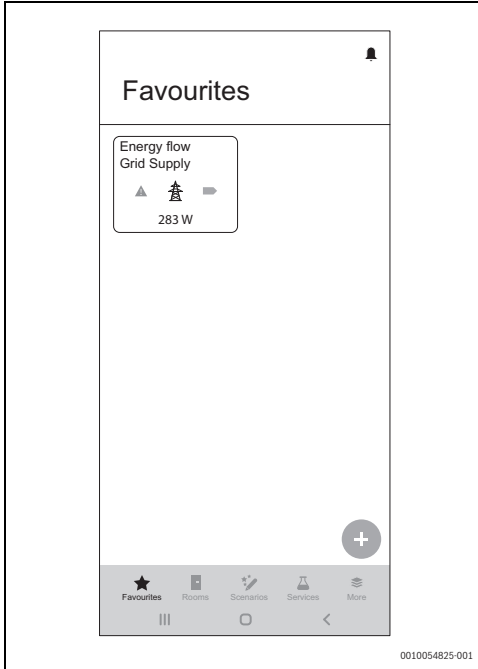 Favourites
Energy flow
Grid Supply
283 W
Favourites Rooms Scenarios Services More
0010054825-001